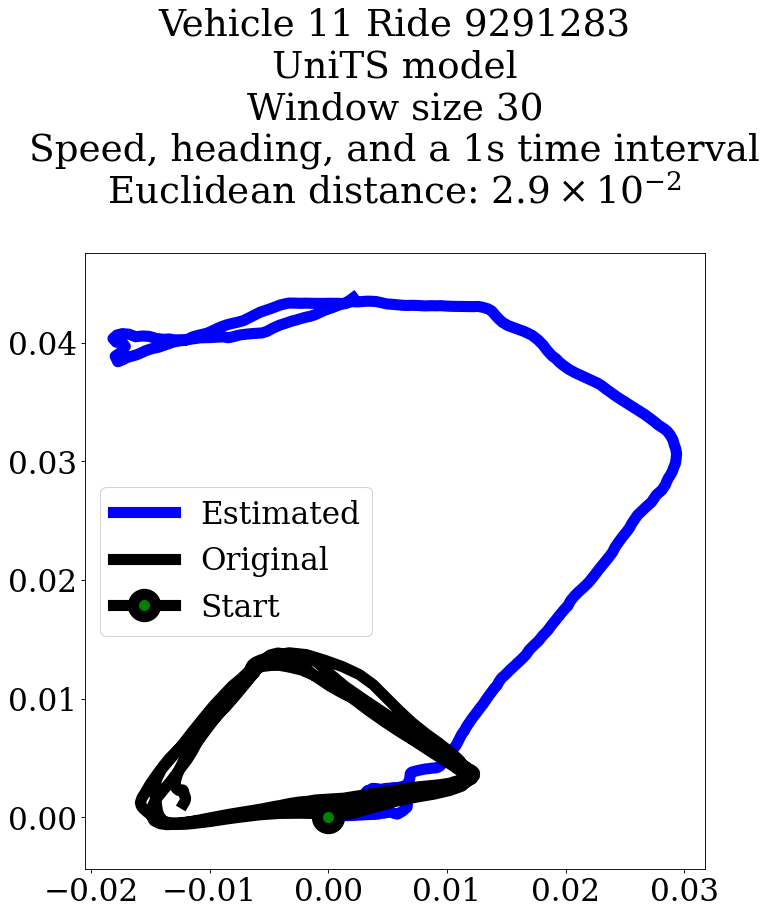 Vehicle 11 Ride 9291283
UniTS model
Window size 30
Speed, heading, and a 1s time interval
Euclidean distance: 2.9 × 10⁻²
0.04
0.03
Estimated
Original
Start
0.02
0.01
0.00
−0.02 −0.01 0.00 0.01 0.02 0.03